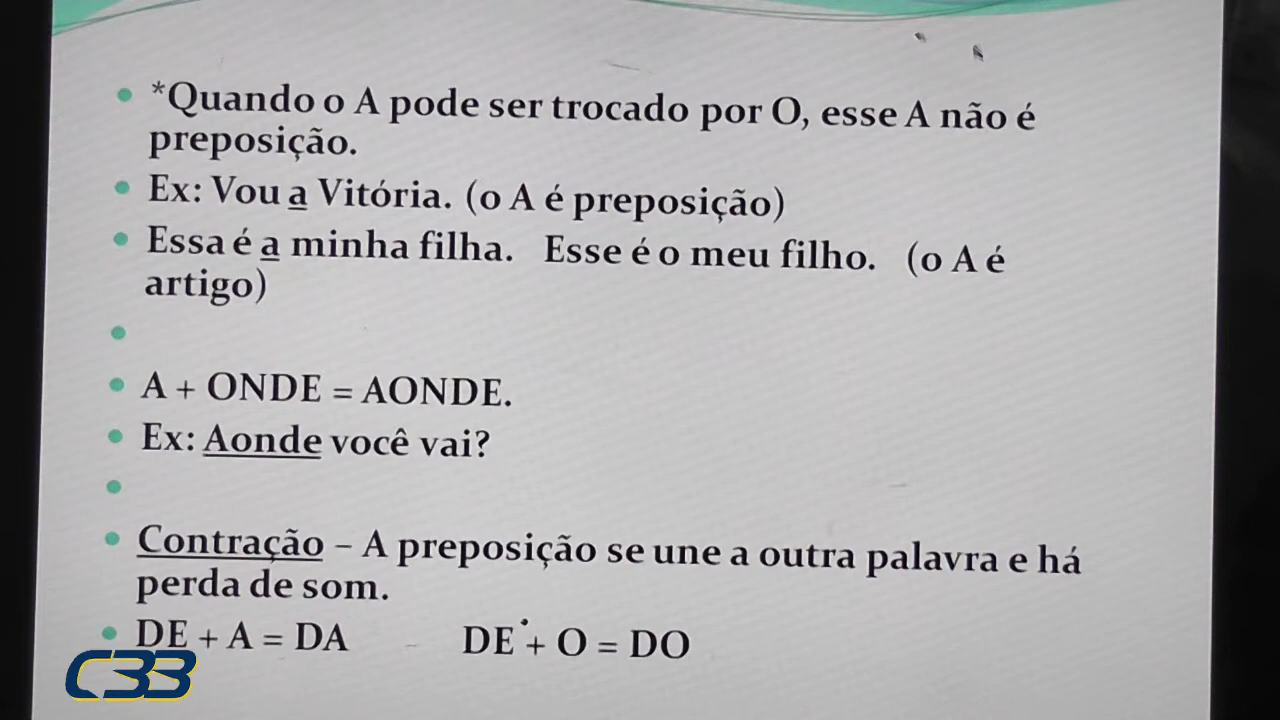 *Quando o A pode ser trocado por O, esse A não é
preposição.
Ex: Vou a Vitória. (o A é preposição)
Essa é a minha filha. Esse é o meu filho. (o A é
artigo)
A + ONDE = AONDE.
Ex: Aonde você vai?
Contração – A preposição se une a outra palavra e há
perda de som.
DE + A = DA DE + O = DO
C33